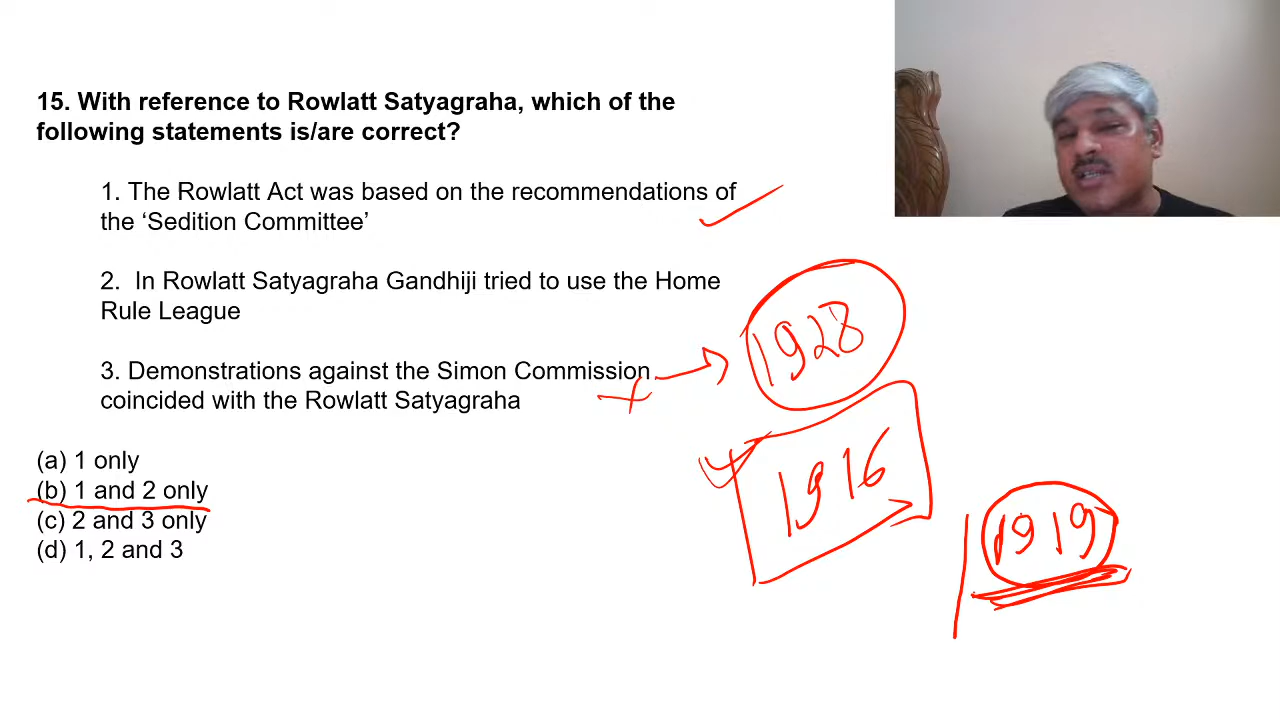 15. With reference to Rowlatt Satyagraha, which of the
following statements is/are correct?
1. The Rowlatt Act was based on the recommendations of
the ‘Sedition Committee’
2.  In Rowlatt Satyagraha Gandhiji tried to use the Home
Rule League
3. Demonstrations against the Simon Commission
coincided with the Rowlatt Satyagraha
1928
(a) 1 only
(b) 1 and 2 only
(c) 2 and 3 only
(d) 1, 2 and 3
1916
1919